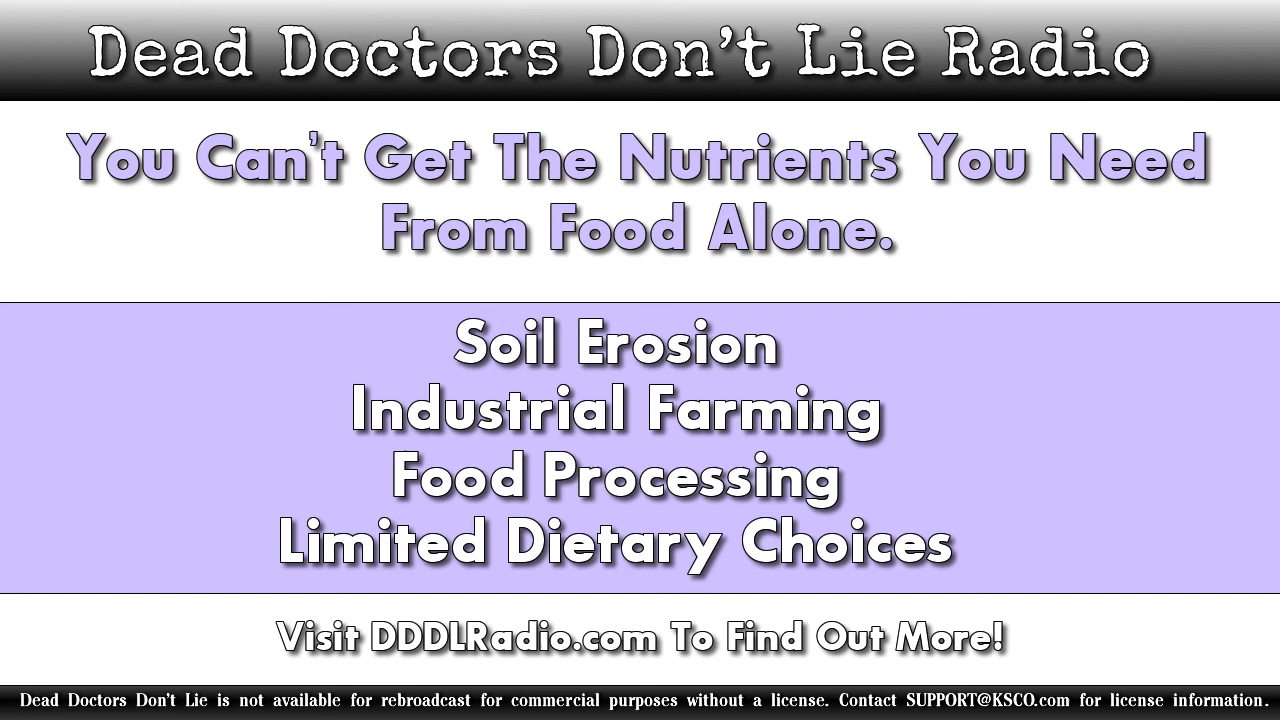 Dead Doctors Don't Lie Radio
You Can't Get The Nutrients You Need
From Food Alone.
Soil Erosion
Industrial Farming
Food Processing
Limited Dietary Choices
Visit DDDLRadio.com To Find Out More!
Dead Doctors Don't Lie is not available for rebroadcast for commercial purposes without a license. Contact SUPPORT@KSCO.com for license information.